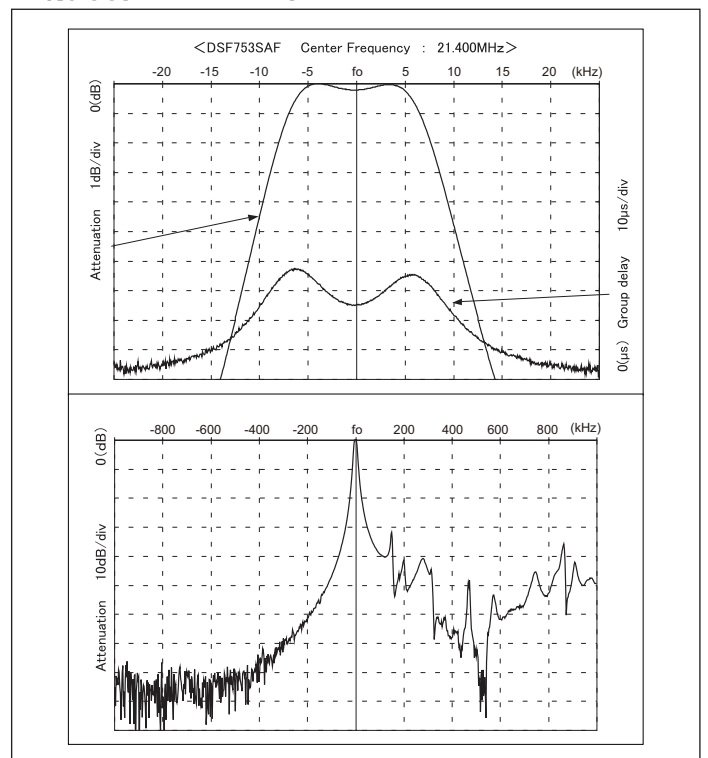 <DSF753SAF Center Frequency : 21.400MHz>
-20 -15 -10 -5 fo 5 10 15 20 (kHz)
0(dB)
Attenuation 1dB/div
10µs/div
0(µs) Group delay
-800 -600 -400 -200 fo 200 400 600 800 (kHz)
0(dB)
Attenuation 10dB/div